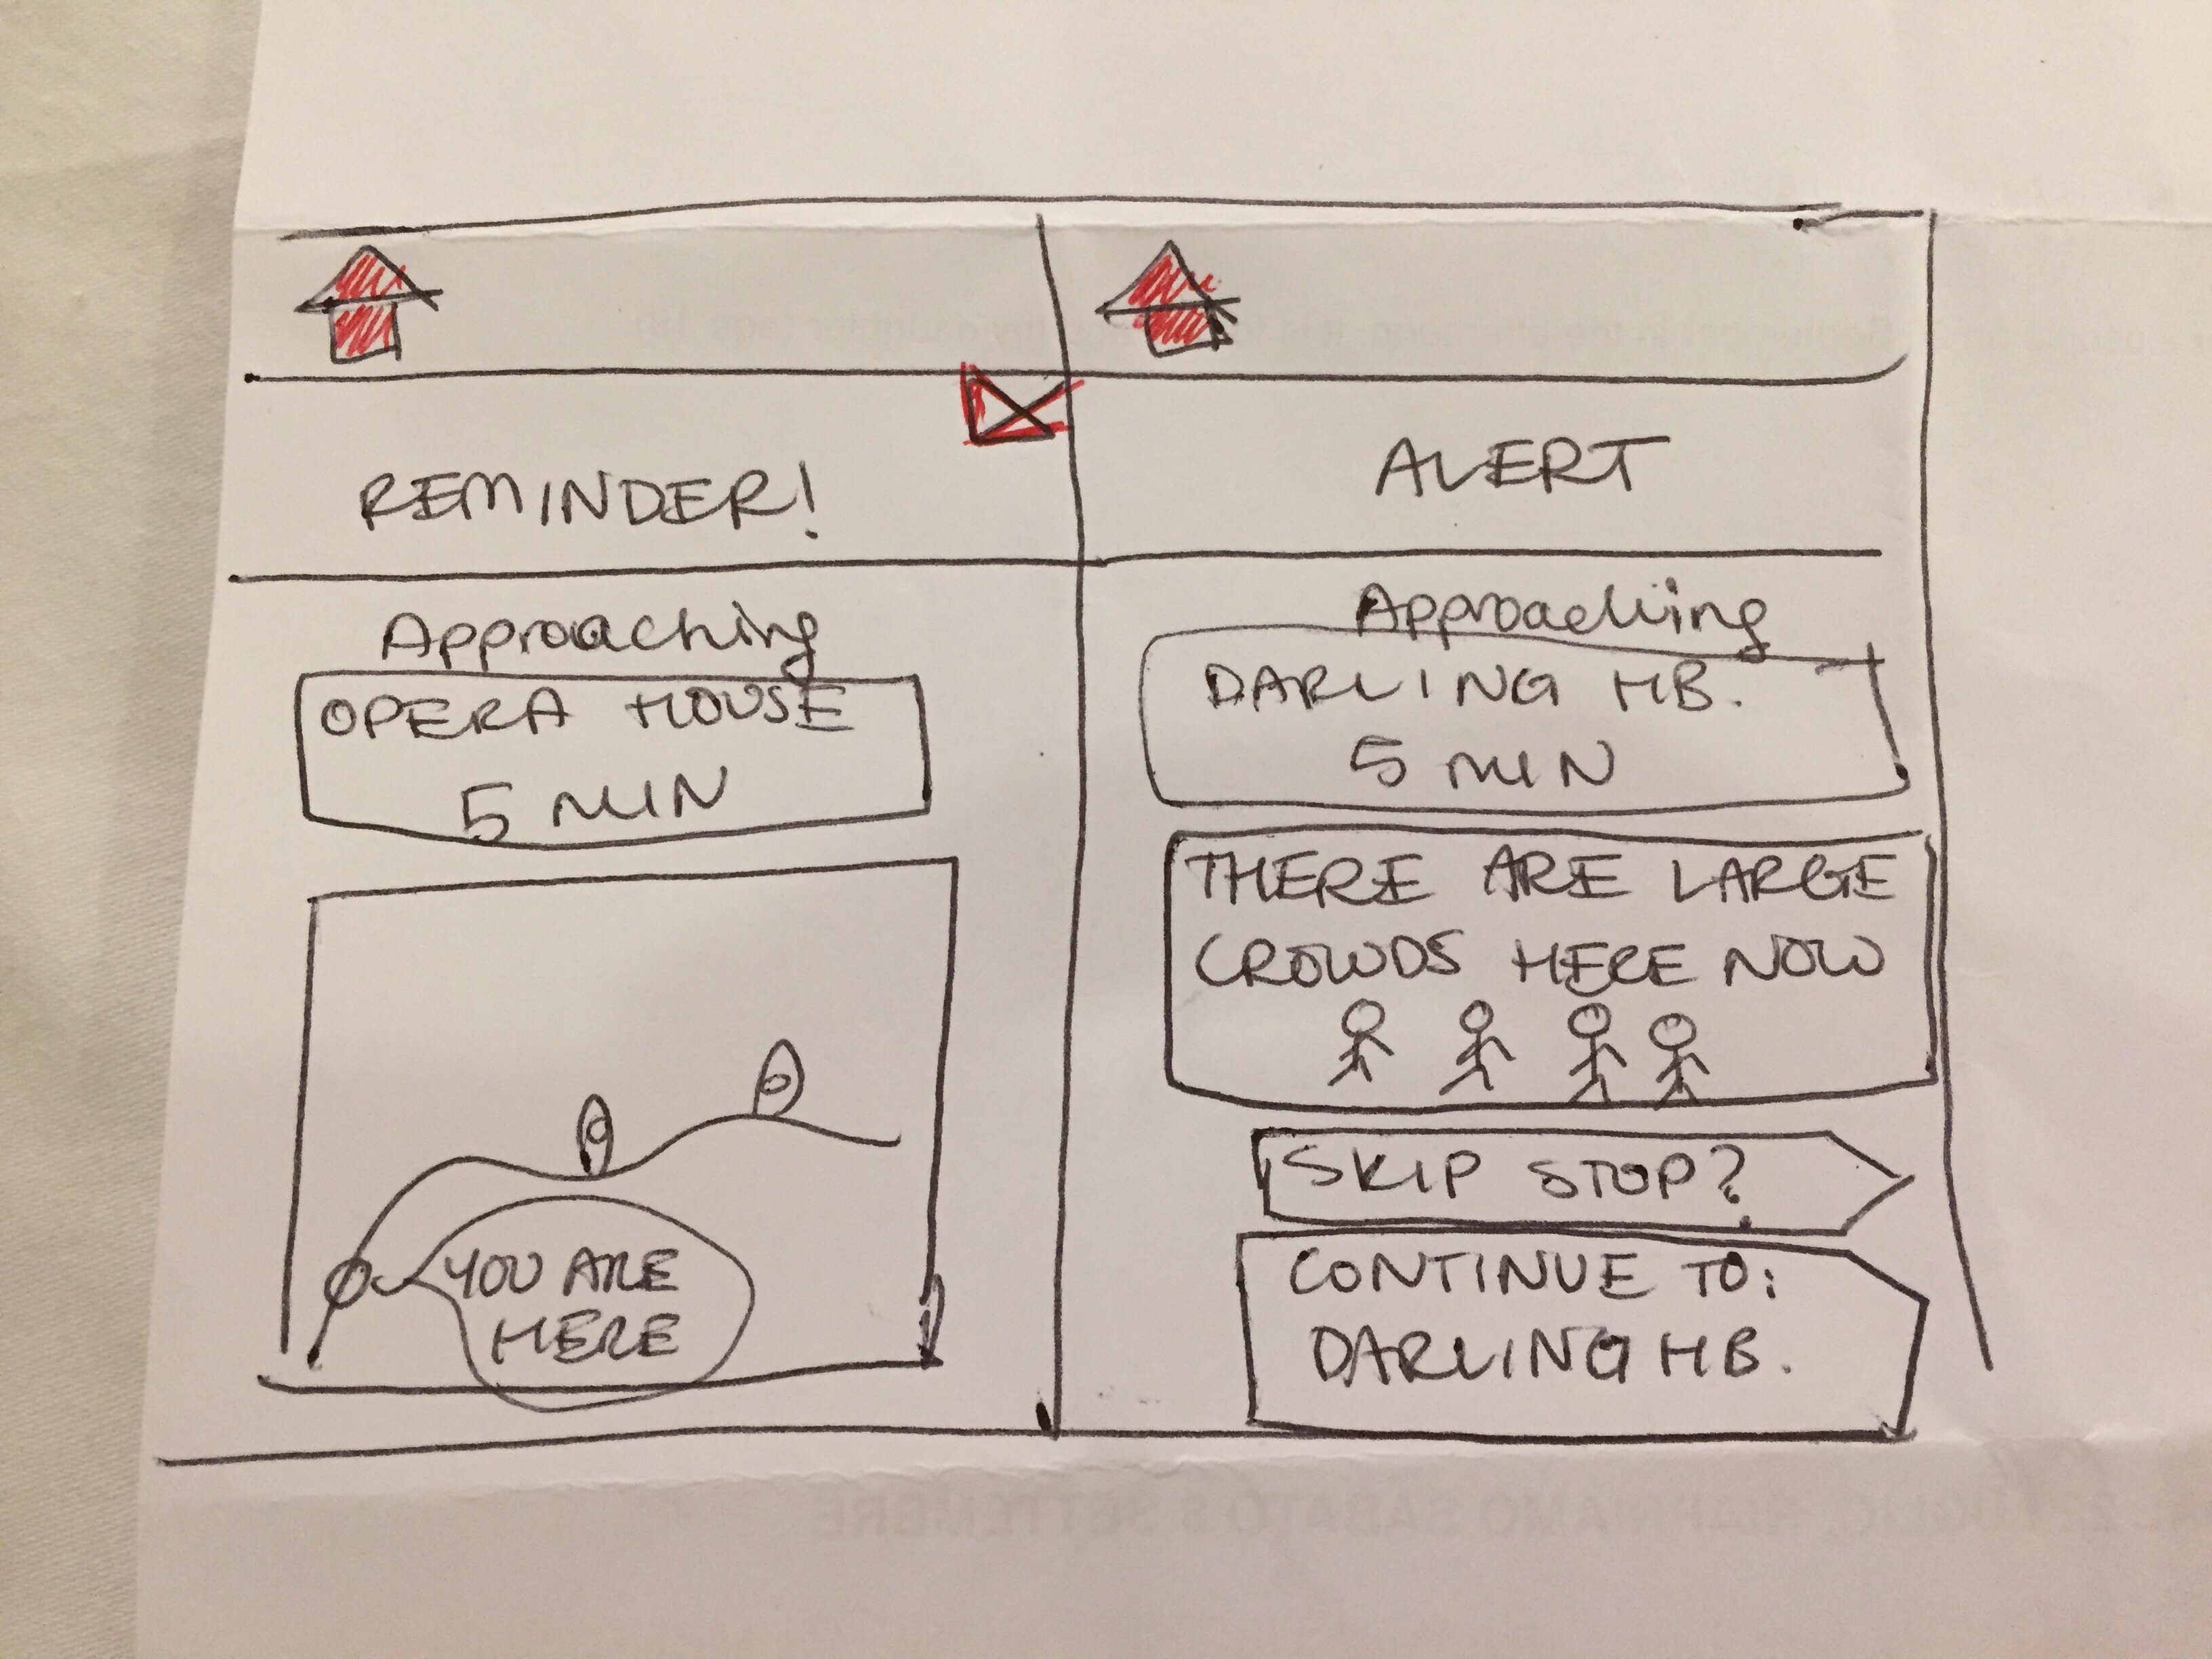 REMINDER!
Approaching
OPERA HOUSE
5 MIN
YOU ARE
HERE
ALERT
Approaching
DARLING HB.
5 MIN
THERE ARE LARGE
CROWDS HERE NOW
SKIP STOP?
CONTINUE TO:
DARLING HB.